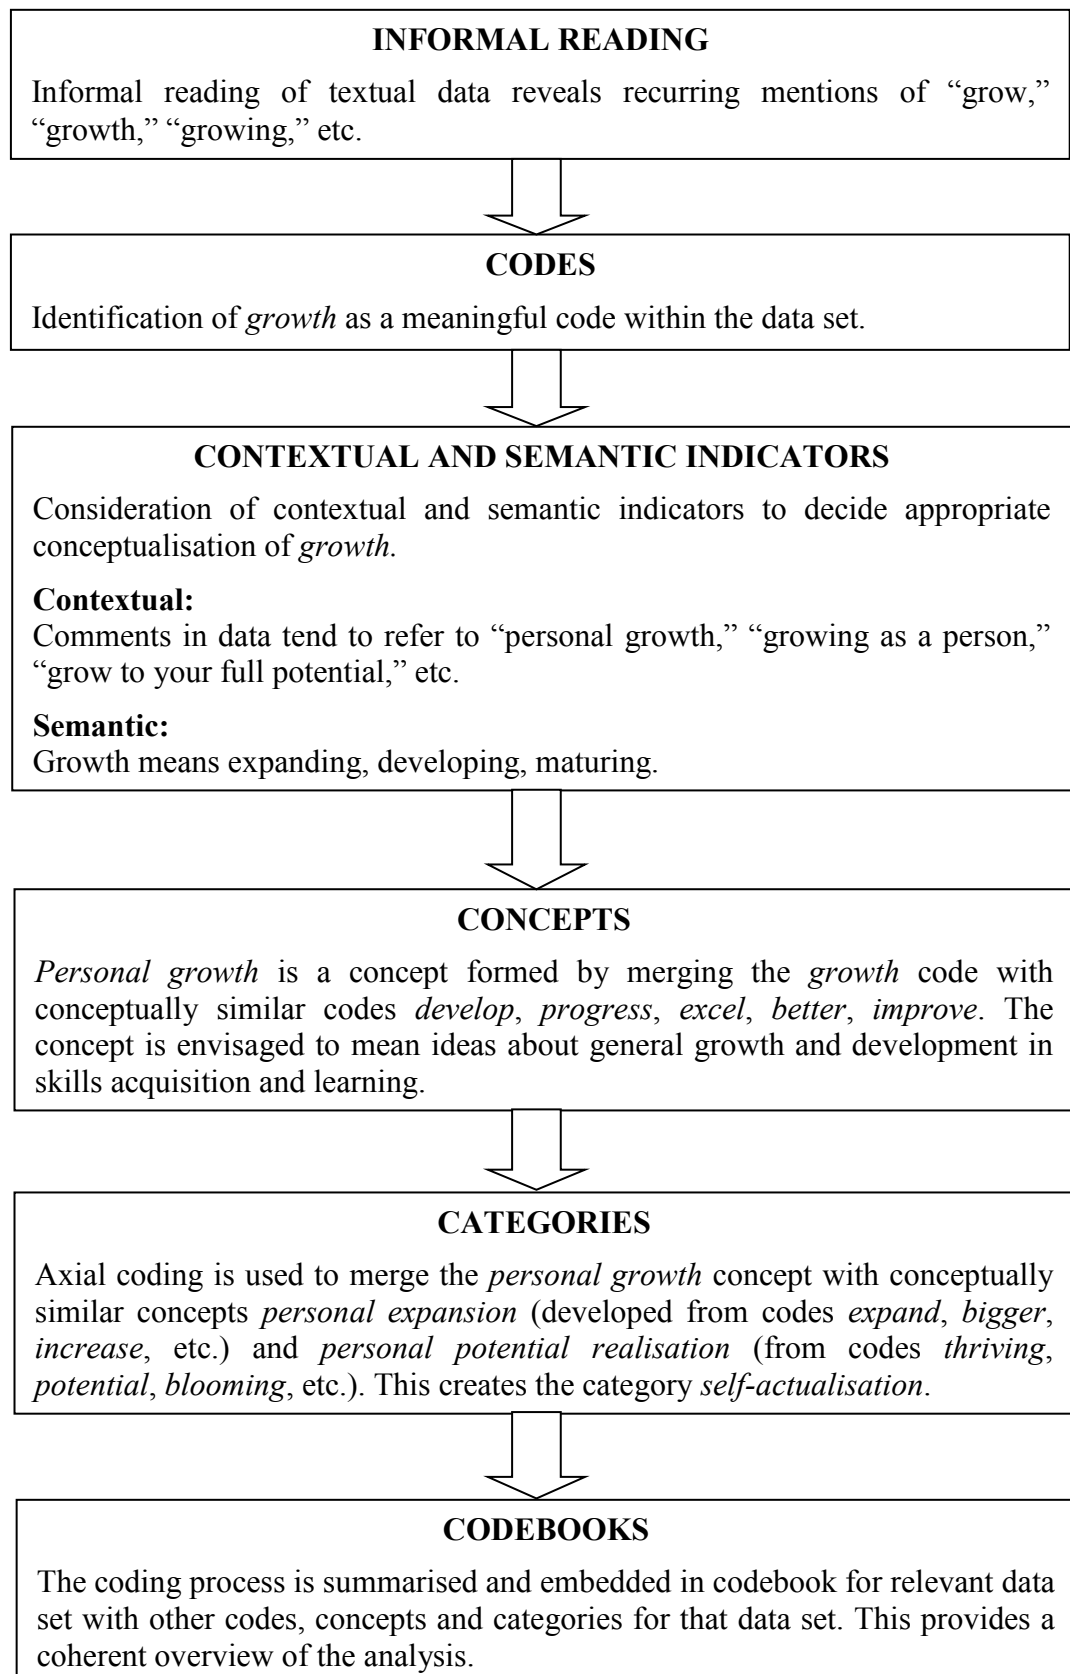 INFORMAL READING
Informal reading of textual data reveals recurring mentions of “grow,”
“growth,” “growing,” etc.
CODES
Identification of growth as a meaningful code within the data set.
CONTEXTUAL AND SEMANTIC INDICATORS
Consideration of contextual and semantic indicators to decide appropriate
conceptualisation of growth.
Contextual:
Comments in data tend to refer to “personal growth,” “growing as a person,”
“grow to your full potential,” etc.
Semantic:
Growth means expanding, developing, maturing.
CONCEPTS
Personal growth is a concept formed by merging the growth code with
conceptually similar codes develop, progress, excel, better, improve. The
concept is envisaged to mean ideas about general growth and development in
skills acquisition and learning.
CATEGORIES
Axial coding is used to merge the personal growth concept with conceptually
similar concepts personal expansion (developed from codes expand, bigger,
increase, etc.) and personal potential realisation (from codes thriving,
potential, blooming, etc.). This creates the category self-actualisation.
CODEBOOKS
The coding process is summarised and embedded in codebook for relevant data
set with other codes, concepts and categories for that data set. This provides a
coherent overview of the analysis.